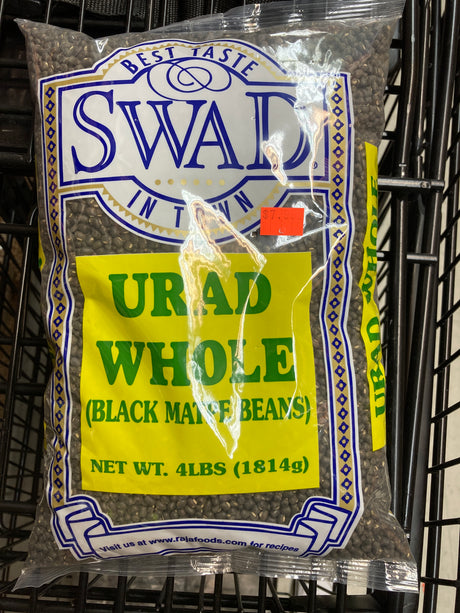 BEST TASTE
SWAD
IN TOWN
URAD
WHOLE
(BLACK MATPE BEANS)
NET WT. 4LBS (1814g)
Visit us at www.rajafoods.com for recipes
URAD WHOLE